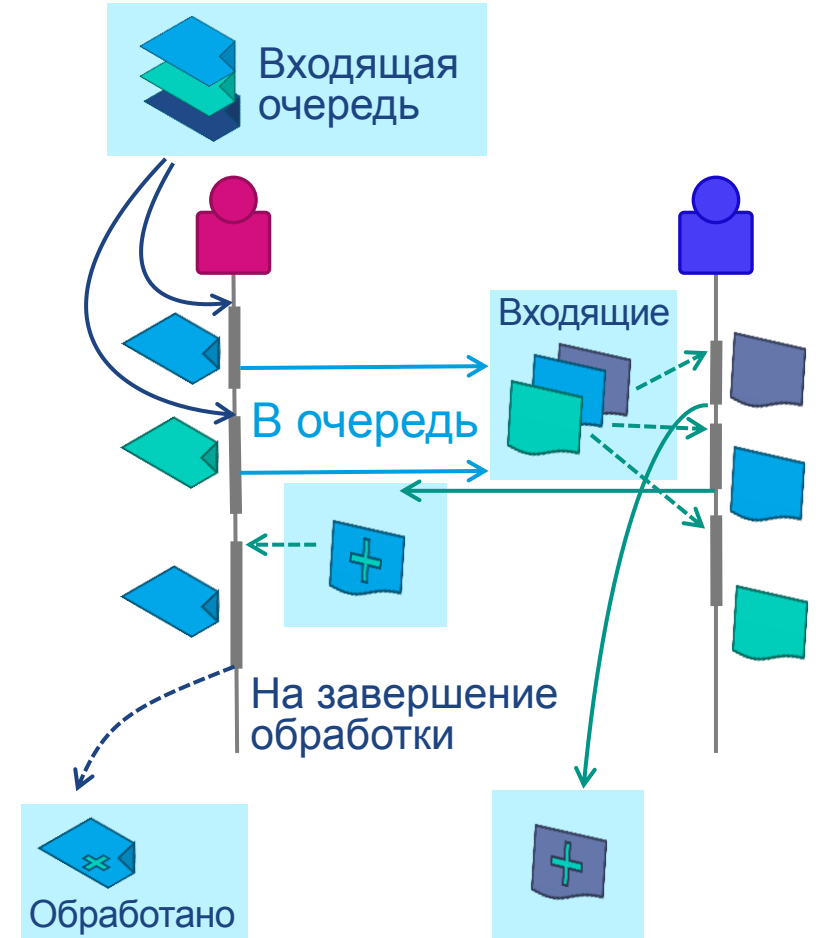 Входящая
очередь
Входящие
В очередь
На завершение
обработки
Обработано